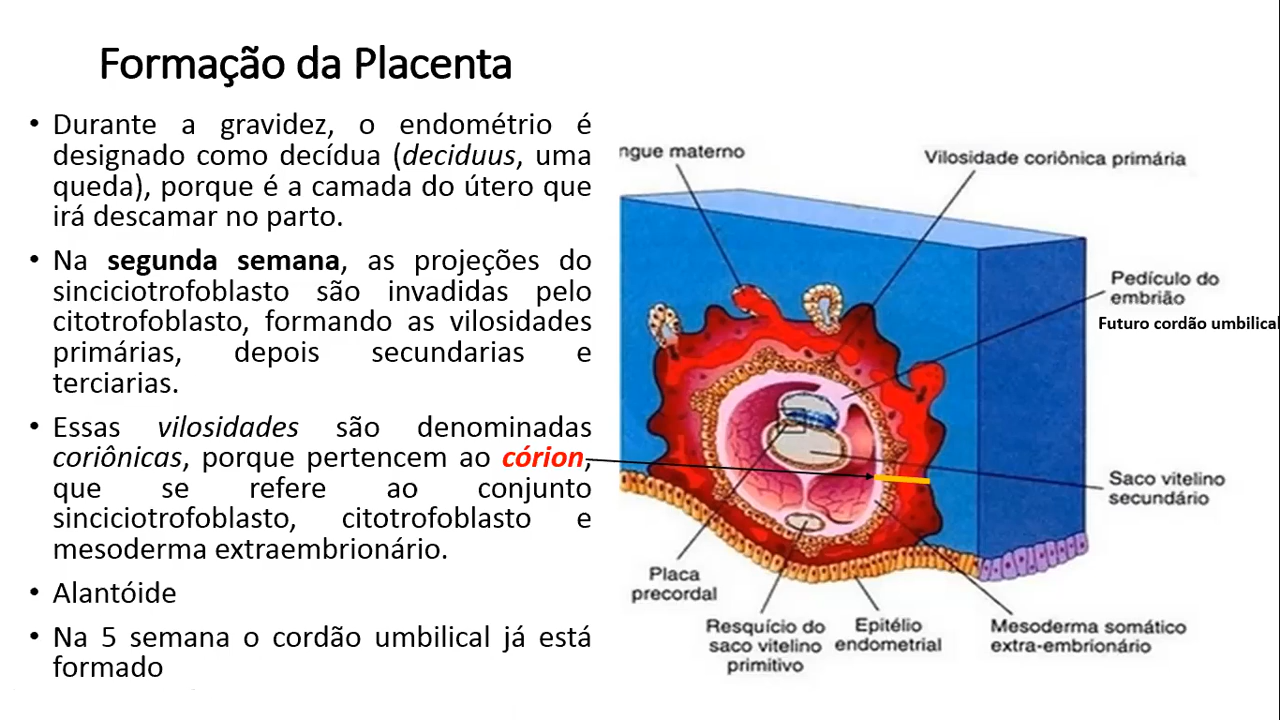 Formação da Placenta
• Durante a gravidez, o endométrio é
designado como decídua (deciduus, uma
queda), porque é a camada do útero que
irá descamar no parto.
• Na segunda semana, as projeções do
sinciciotrofoblasto são invadidas pelo
citotrofoblasto, formando as vilosidades
primárias, depois secundarias e
terciarias.
• Essas vilosidades são denominadas
coriônicas, porque pertencem ao córion,
que se refere ao conjunto
sinciciotrofoblasto, citotrofoblasto e
mesoderma extraembrionário.
• Alantóide
• Na 5 semana o cordão umbilical já está
formado
ngue materno
Vilosidade coriônica primária
Pedículo do
embrião
Futuro cordão umbilical
Saco vitelino
secundário
Placa
precordal
Resquício do
saco vitelino
primitivo
Epitélio
endometrial
Mesoderma somático
extra-embrionário